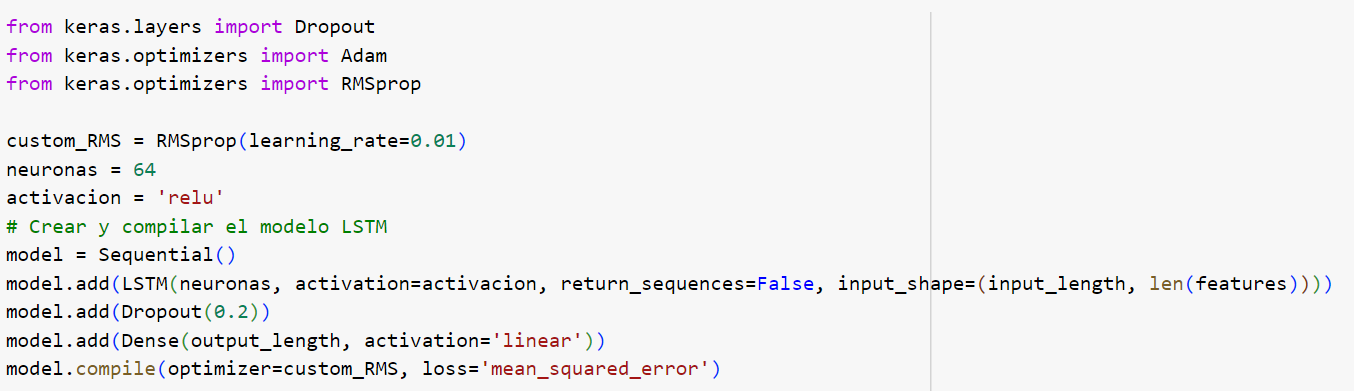 from keras.layers import Dropout
from keras.optimizers import Adam
from keras.optimizers import RMSprop
custom_RMS = RMSprop(learning_rate=0.01)
neuronas = 64
activacion = 'relu'
# Crear y compilar el modelo LSTM
model = Sequential()
model.add(LSTM(neuronas, activation=activacion, return_sequences=False, input_shape=(input_length, len(features))))
model.add(Dropout(0.2))
model.add(Dense(output_length, activation='linear'))
model.compile(optimizer=custom_RMS, loss='mean_squared_error')